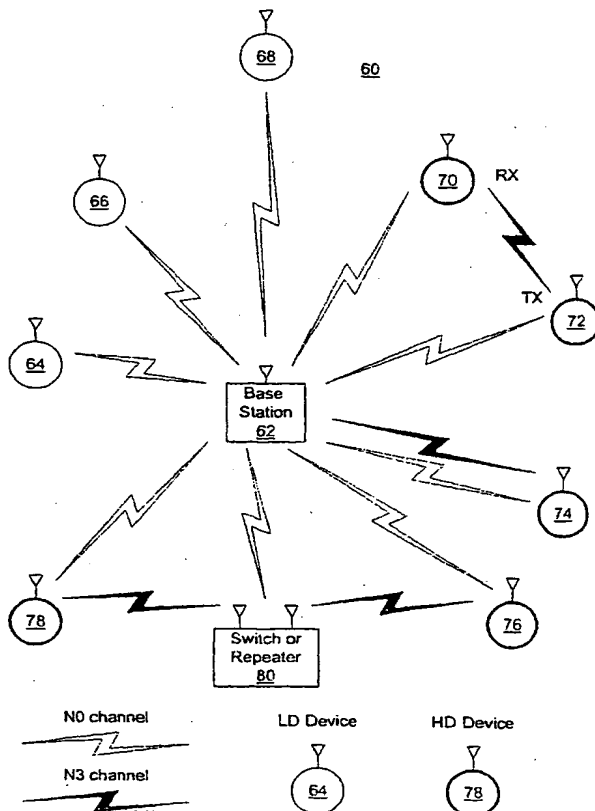 68
60
70
RX
66
TX
72
64
Base
Station
62
74
78
76
Switch or
Repeater
80
N0 channel
LD Device
HD Device
N3 channel
64
78